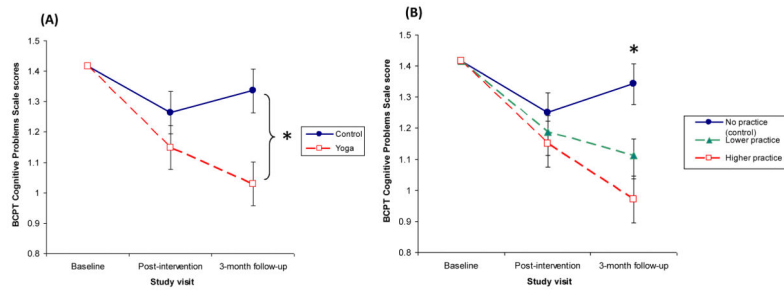 (A)
BCPT Cognitive Problems Scale scores
1.5
1.4
1.3
1.2
1.1
1
0.9
0.8
Baseline
Post-intervention
3-month follow-up
Study visit
*
Control
Yoga
(B)
BCPT Cognitive Problems Scale score
1.5
1.4
1.3
1.2
1.1
1
0.9
0.8
Baseline
Post-intervention
3-month follow-up
Study visit
*
No practice
(control)
Lower practice
Higher practice